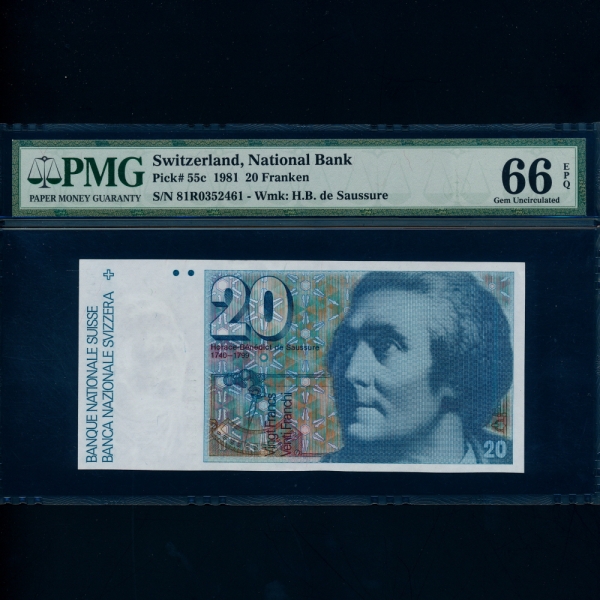 PMG
PAPER MONEY GUARANTY
Switzerland, National Bank
Pick# 55c 1981 20 Franken
S/N 81R0352461 - Wmk: H.B. de Saussure
66 EPQ
Gem Uncirculated
BANQUE NATIONALE SUISSE
BANCA NAZIONALE SVIZZERA
20
Horace-Bénédict de Saussure
1740-1799
Vingt Francs
Venti Franchi
20